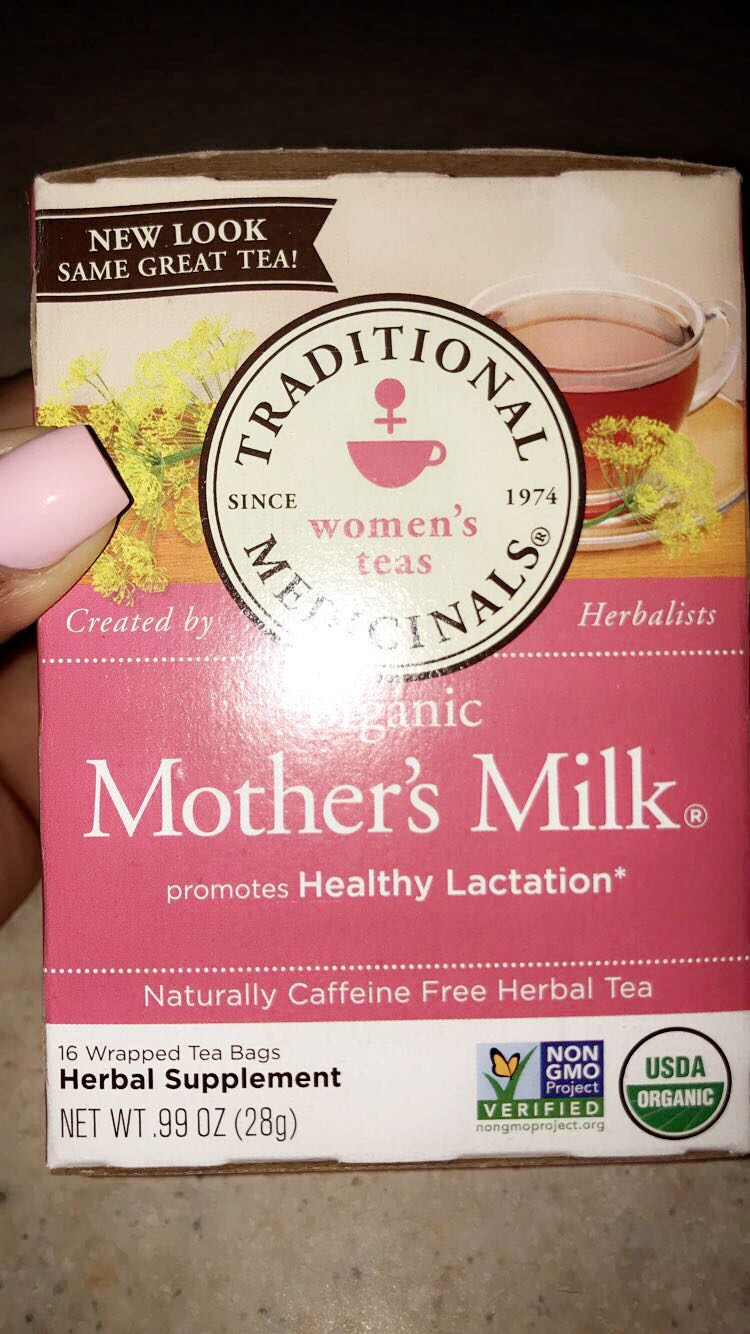 NEW LOOK
SAME GREAT TEA!
TRADITIONAL
SINCE 1974
women's
teas
MEDICINALS®
Created by Herbalists
Organic
Mother's Milk®
promotes Healthy Lactation*
Naturally Caffeine Free Herbal Tea
16 Wrapped Tea Bags
Herbal Supplement
NET WT .99 OZ (28g)
NON
GMO
Project
VERIFIED
nongmoproject.org
USDA
ORGANIC